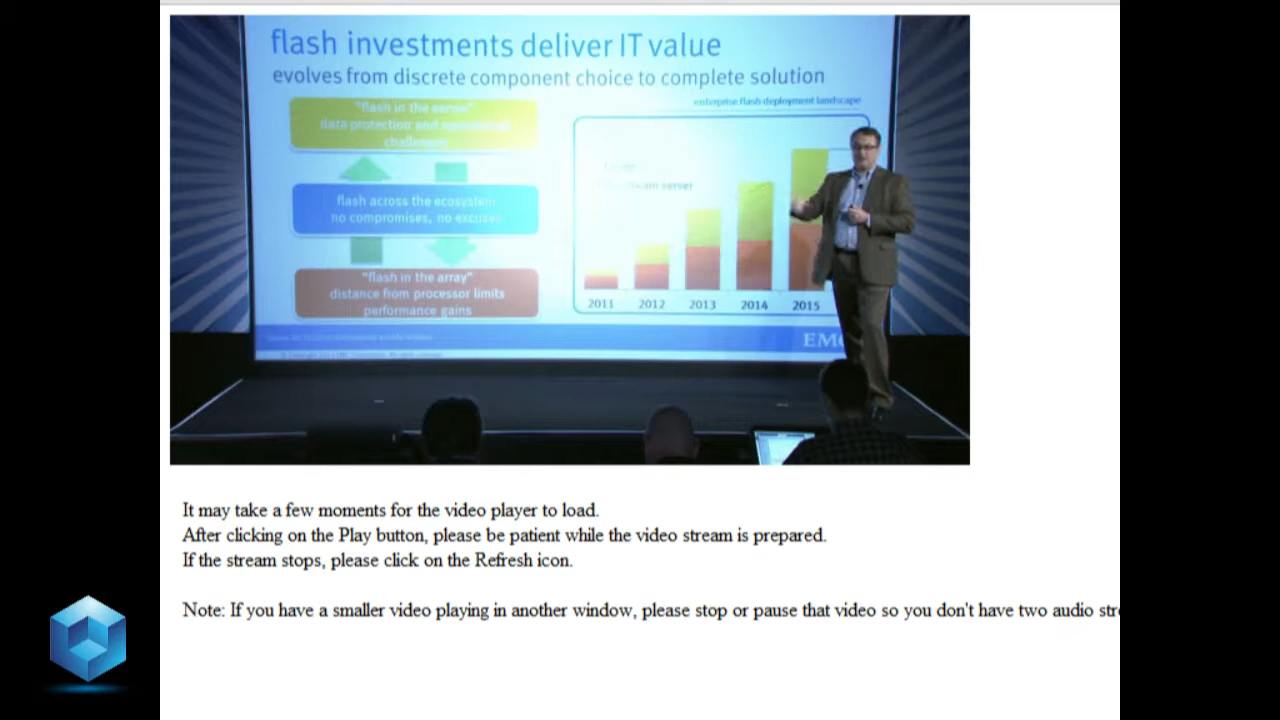 flash investments deliver IT value
evolves from discrete component choice to complete solution
enterprise flash deployment landscape
"flash in the server"
data protection and
challenges
flash across the ecosystem
no compromises, no excuses
"flash in the array"
distance from processor limits
performance gains
server
2011 2012 2013 2014 2015
EMC
It may take a few moments for the video player to load.
After clicking on the Play button, please be patient while the video stream is prepared.
If the stream stops, please click on the Refresh icon.
Note: If you have a smaller video playing in another window, please stop or pause that video so you don't have two audio str